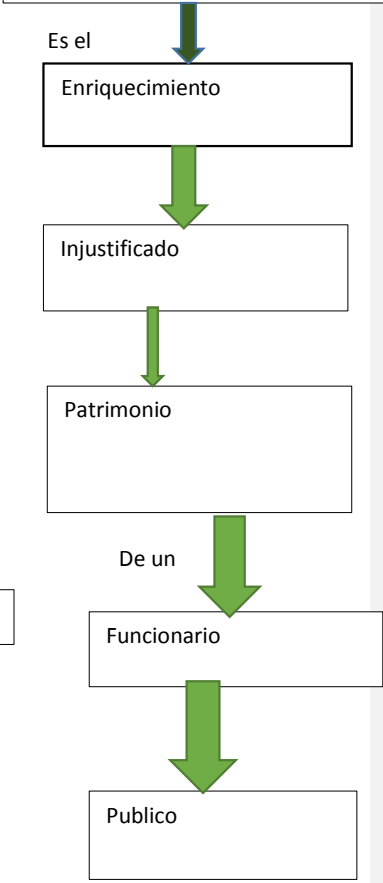 Es el
Enriquecimiento
Injustificado
Patrimonio
De un
Funcionario
Publico